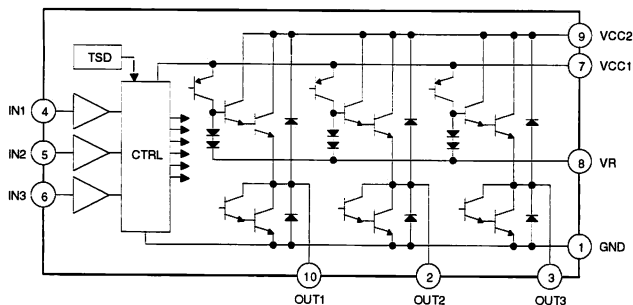 9 VCC2
TSD
7 VCC1
IN1 4
IN2 5
CTRL
8 VR
IN3 6
1 GND
10
2
3
OUT1
OUT2
OUT3